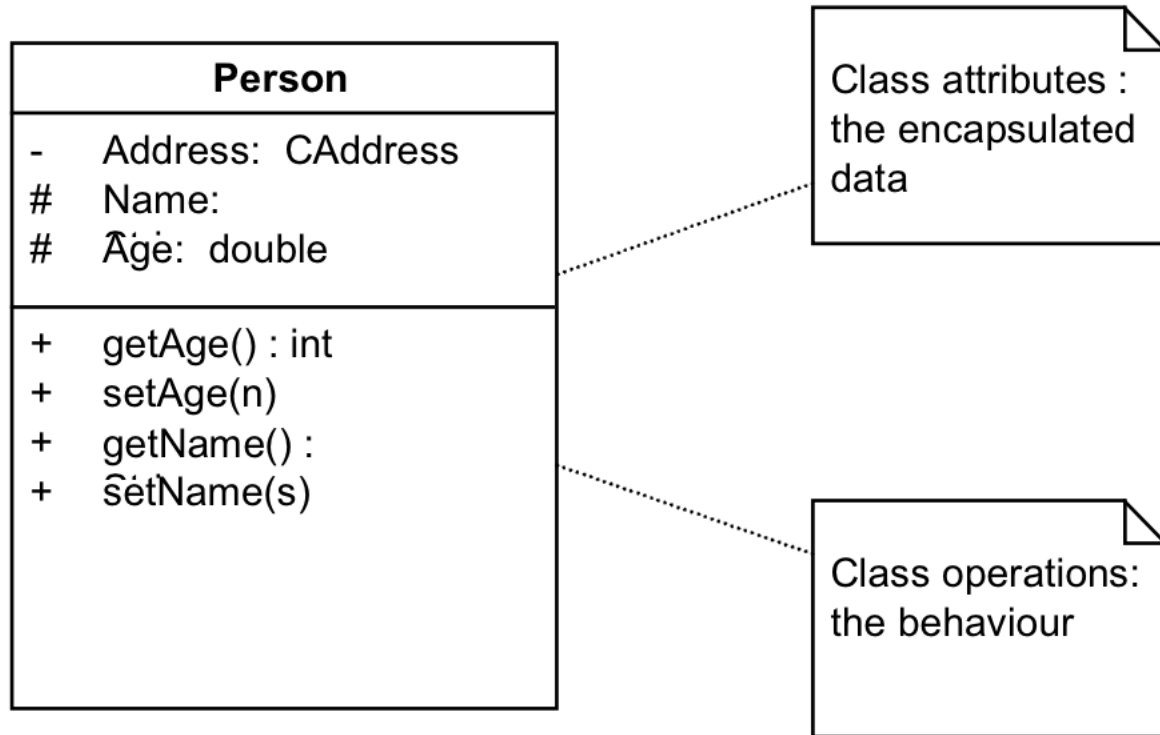 Person
- Address: CAddress
# Name:
# Age: double
+ getAge() : int
+ setAge(n)
+ getName() :
+ setName(s)
Class attributes :
the encapsulated
data
Class operations:
the behaviour